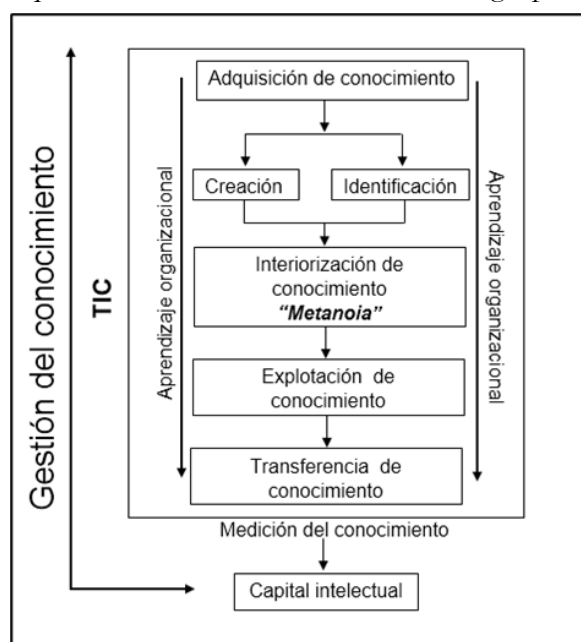 Adquisición de conocimiento
Creación
Identificación
Interiorización de
conocimiento
“Metanoia”
Explotación de
conocimiento
Transferencia de
conocimiento
Aprendizaje organizacional
Aprendizaje organizacional
TIC
Gestión del conocimiento
Medición del conocimiento
Capital intelectual